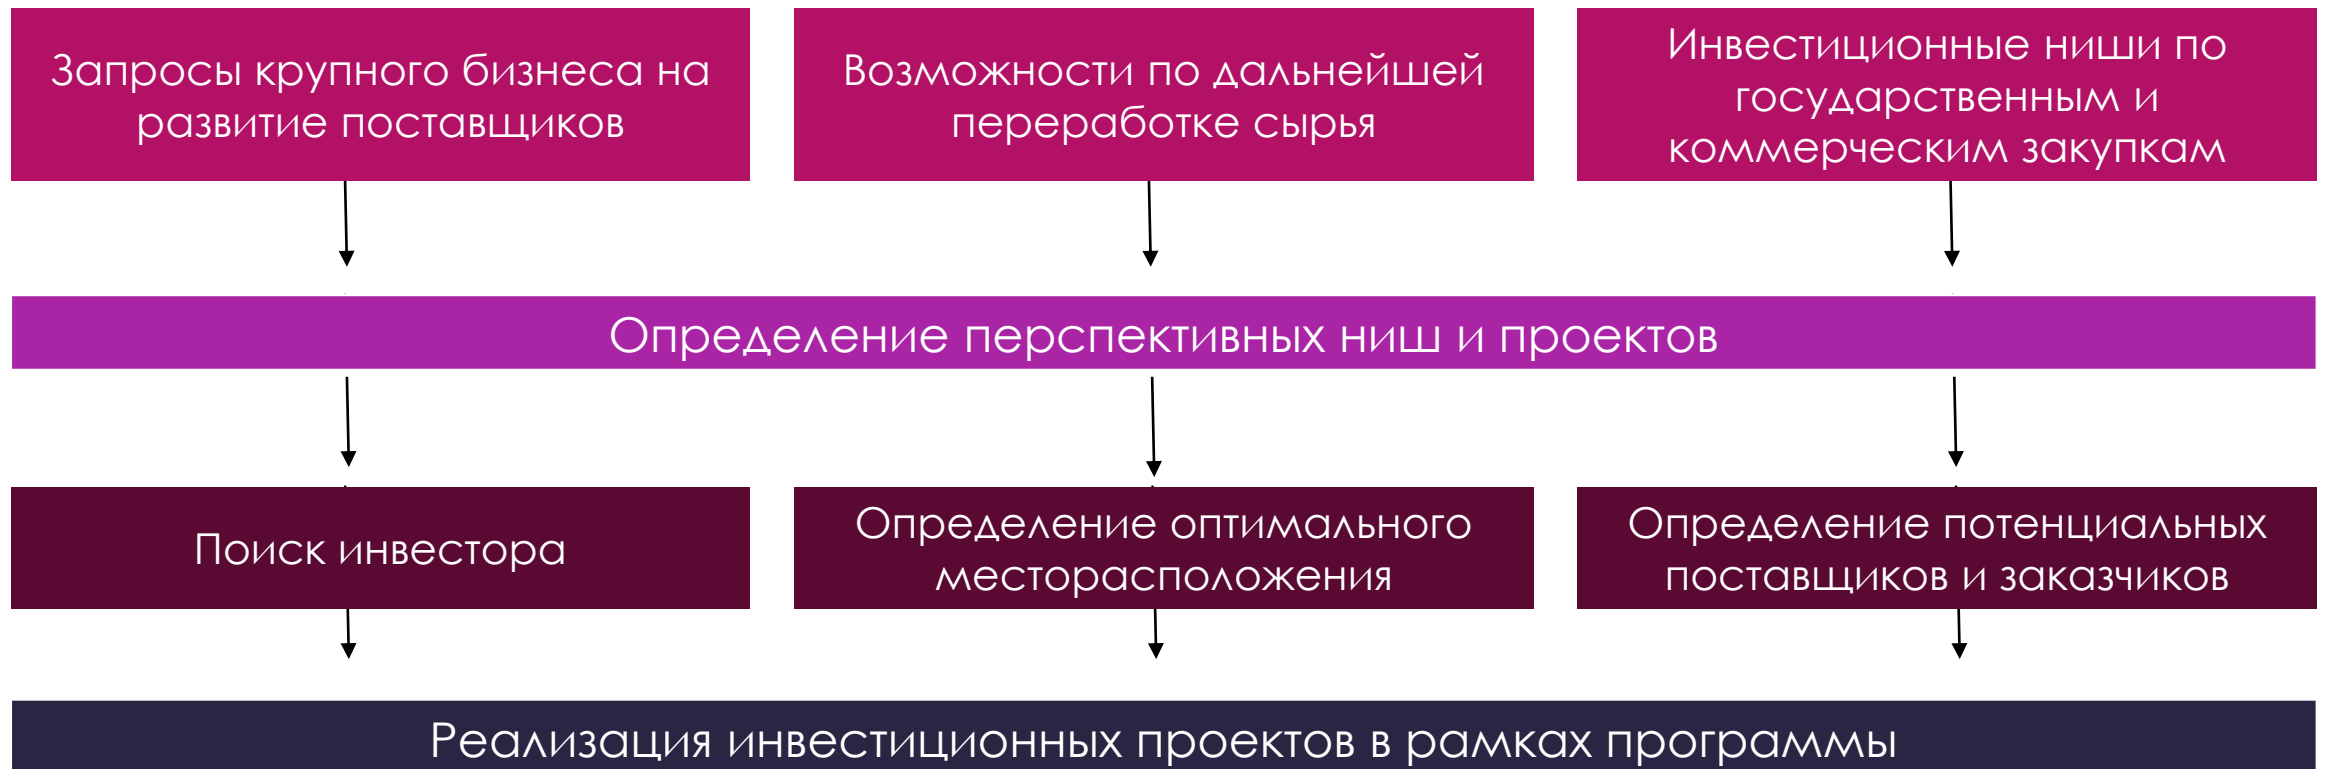 Запросы крупного бизнеса на
развитие поставщиков
Возможности по дальнейшей
переработке сырья
Инвестиционные ниши по
государственным и
коммерческим закупкам
Определение перспективных ниш и проектов
Поиск инвестора
Определение оптимального
месторасположения
Определение потенциальных
поставщиков и заказчиков
Реализация инвестиционных проектов в рамках программы